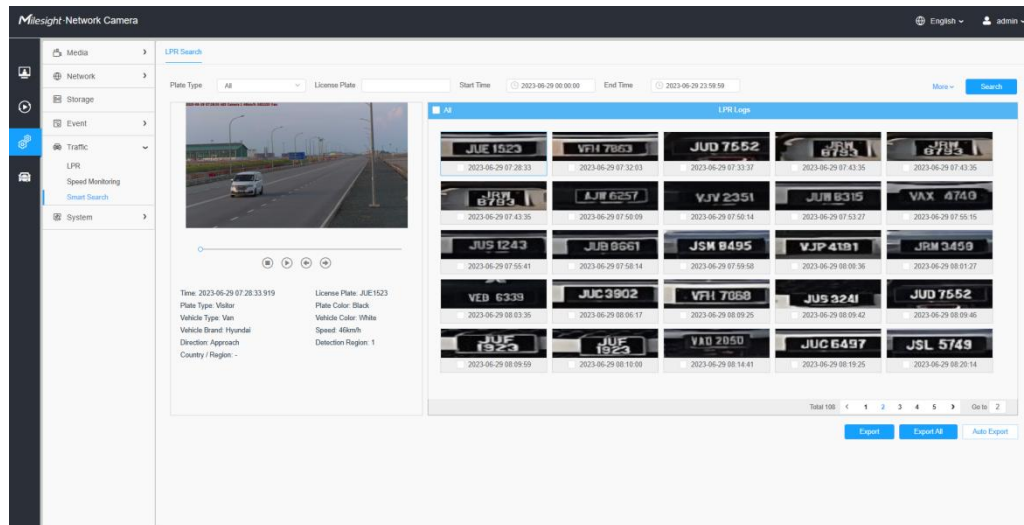 Milesight-Network Camera
English
admin
Media
Network
Storage
Event
Traffic
LPR
Speed Monitoring
Smart Search
System
LPR Search
Plate Type All License Plate Start Time 2023-06-29 00:00:00 End Time 2023-06-29 23:59:59 More Search
All LPR Logs
JUE 1523 VFH 7863 JUD 7552 JRM 8793 JRM 8793
2023-06-29 07:28:33 2023-06-29 07:32:03 2023-06-29 07:33:37 2023-06-29 07:43:35 2023-06-29 07:43:35
JRM 8793 AJW 6257 VJV 2351 JUW 8315 VAX 4740
2023-06-29 07:43:35 2023-06-29 07:50:09 2023-06-29 07:50:14 2023-06-29 07:53:27 2023-06-29 07:55:15
JUS 1243 JUB 9661 JSM 8495 VJP 4191 JRM 3459
2023-06-29 07:55:41 2023-06-29 07:58:14 2023-06-29 07:59:58 2023-06-29 08:00:36 2023-06-29 08:01:27
VEB 6339 JUC 3902 VFH 7868 JUS 3241 JUD 7552
2023-06-29 08:03:35 2023-06-29 08:06:17 2023-06-29 08:09:25 2023-06-29 08:09:42 2023-06-29 08:09:46
JUF 1923 JUF 1923 VAD 2050 JUC 6497 JSL 5749
2023-06-29 08:09:59 2023-06-29 08:10:00 2023-06-29 08:14:41 2023-06-29 08:19:25 2023-06-29 08:20:14
Time: 2023-06-29 07:28:33.919 License Plate: JUE1523
Plate Type: Visitor Plate Color: Black
Vehicle Type: Van Vehicle Color: White
Vehicle Brand: Hyundai Speed: 46km/h
Direction: Approach Detection Region: 1
Country / Region: -
Total 108 < 1 2 3 4 5 > Go to 2
Export Export All Auto Export